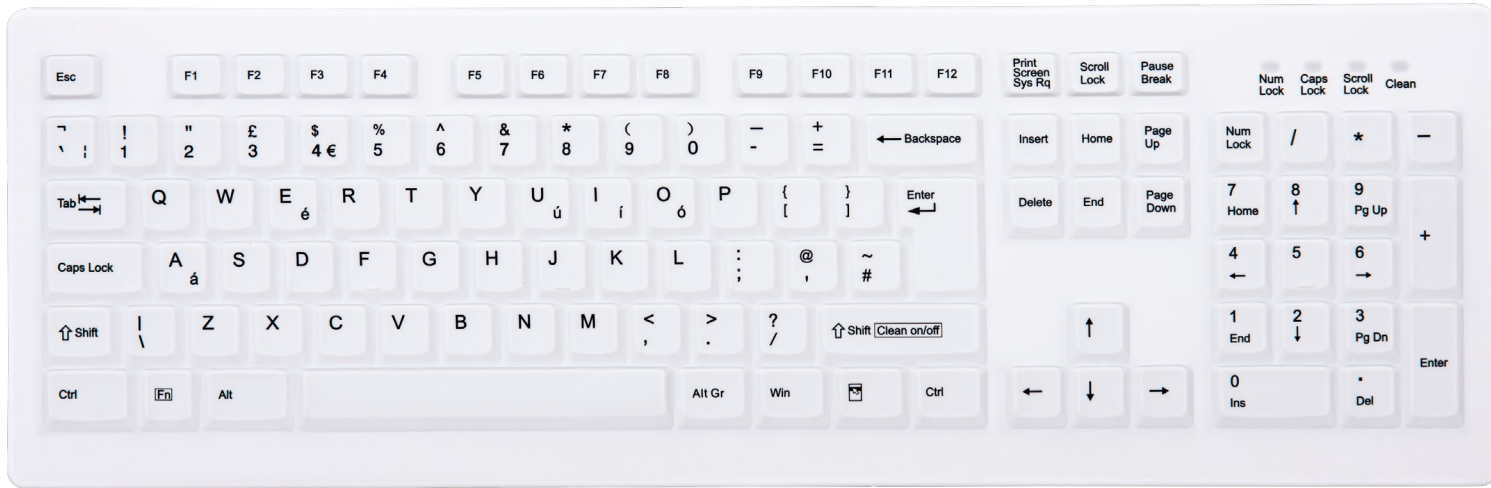 Esc F1 F2 F3 F4 F5 F6 F7 F8 F9 F10 F11 F12
Print Screen Sys Rq
Scroll Lock
Pause Break
Num Lock
Caps Lock
Scroll Lock
Clean
¬ ! " £ $ % ^ & * ( ) — +
` ¦ 1 2 3 4 € 5 6 7 8 9 0 - =
← Backspace
Insert Home Page Up
Num Lock / * −
Tab Q W E é R T Y U ú I í O ó P { [ } ] Enter
Delete End Page Down
7 Home 8 ↑ 9 Pg Up +
Caps Lock A á S D F G H J K L : ; @ ' ~ #
4 ← 5 6 →
⇧ Shift | \ Z X C V B N M < , > . ? / ⇧ Shift Clean on/off
↑
1 End 2 ↓ 3 Pg Dn Enter
Ctrl Fn Alt Alt Gr Win Ctrl
← ↓ →
0 Ins . Del